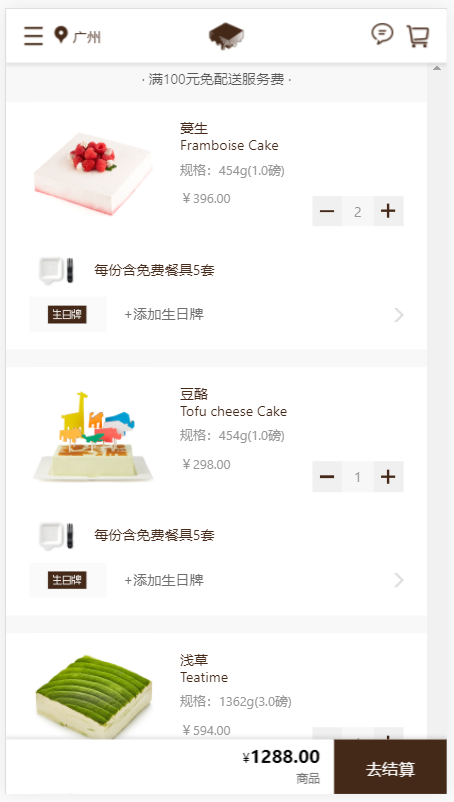 广州
· 满100元免配送服务费 ·
蔓生
Framboise Cake
规格：454g(1.0磅)
￥396.00
2
每份含免费餐具5套
生日牌
+添加生日牌
豆酪
Tofu cheese Cake
规格：454g(1.0磅)
￥298.00
1
每份含免费餐具5套
生日牌
+添加生日牌
浅草
Teatime
规格：1362g(3.0磅)
￥594.00
¥1288.00
商品
去结算